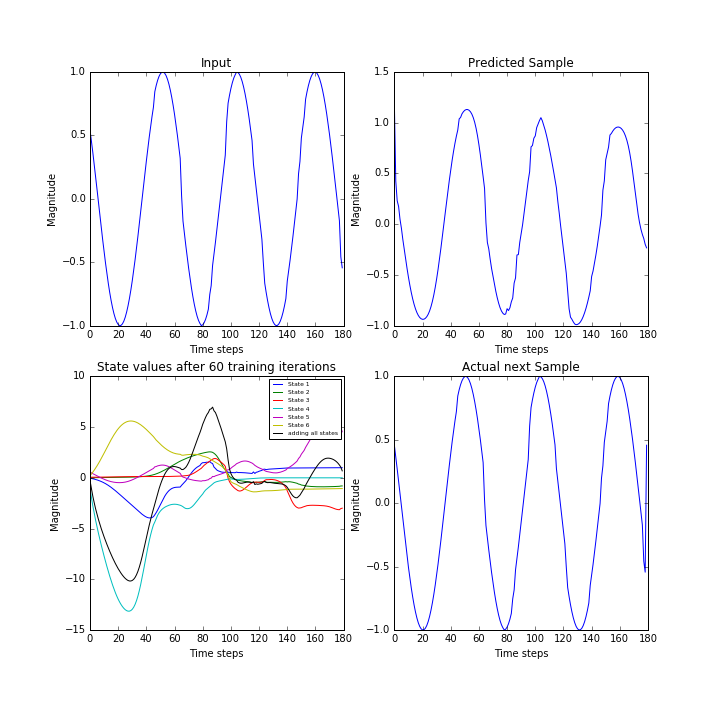 Input
Predicted Sample
1.0
0.5
0.0
−0.5
−1.0
Magnitude
0 20 40 60 80 100 120 140 160 180
Time steps
1.5
1.0
0.5
0.0
−0.5
−1.0
Magnitude
0 20 40 60 80 100 120 140 160 180
Time steps
State values after 60 training iterations
10
5
0
−5
−10
−15
Magnitude
State 1
State 2
State 3
State 4
State 5
State 6
adding all states
0 20 40 60 80 100 120 140 160 180
Time steps
Actual next Sample
1.0
0.5
0.0
−0.5
−1.0
Magnitude
0 20 40 60 80 100 120 140 160 180
Time steps